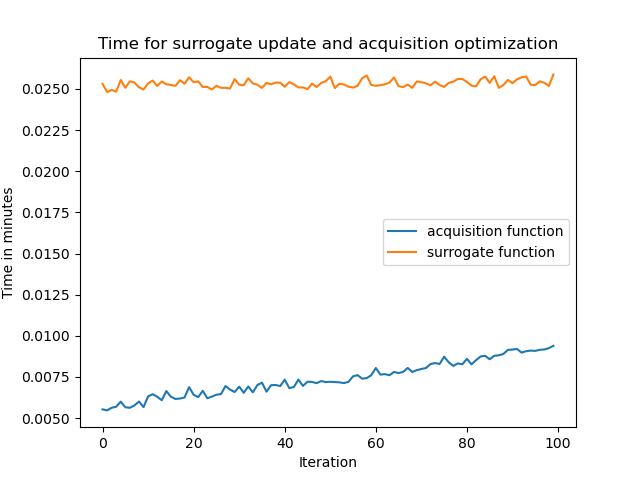 Time for surrogate update and acquisition optimization
0.0250
0.0225
0.0200
0.0175
0.0150
0.0125
0.0100
0.0075
0.0050
Time in minutes
acquisition function
surrogate function
0 20 40 60 80 100
Iteration